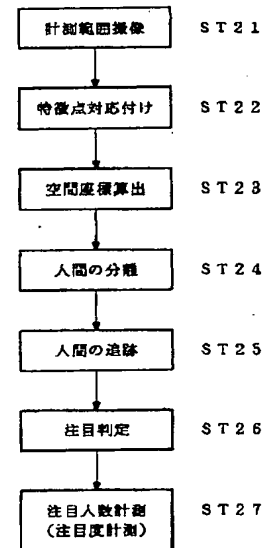 計測範囲撮像 ST21
特徴点対応付け ST22
空間座標算出 ST23
人間の分離 ST24
人間の追跡 ST25
注目判定 ST26
注目人数計測 ST27
(注目度計測)